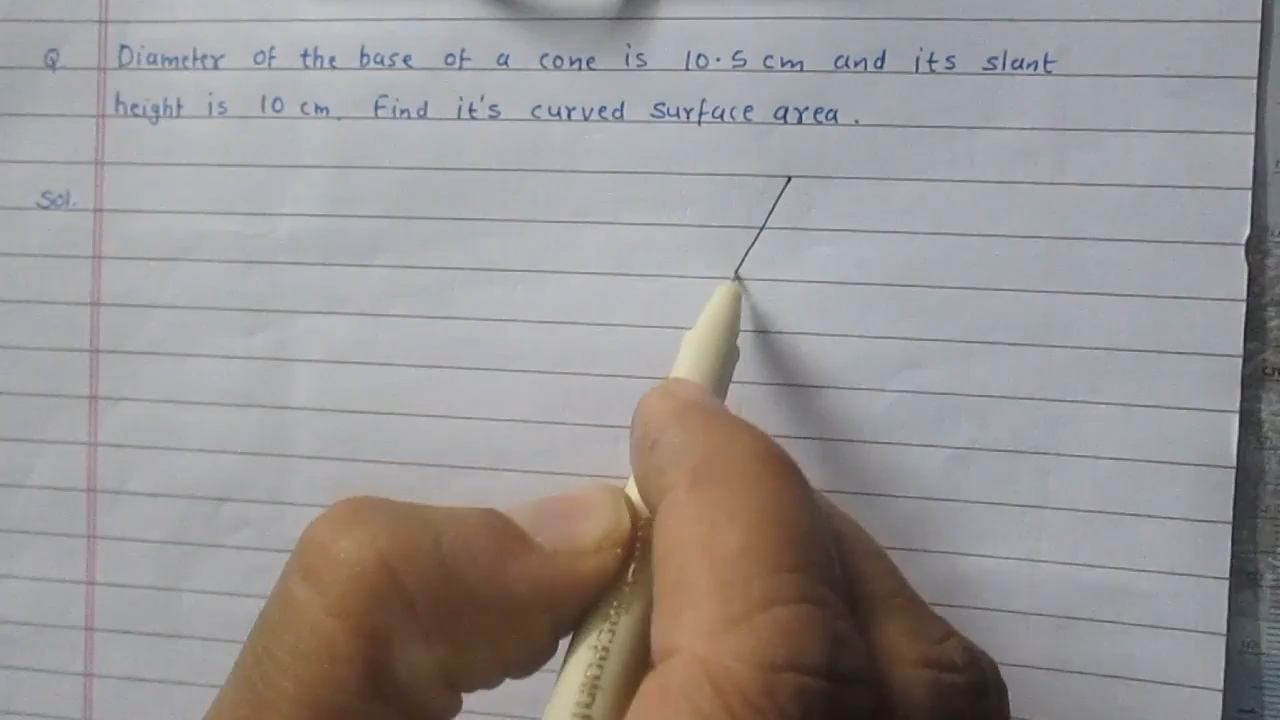 Q Diameter of the base of a cone is 10.5 cm and its slant
height is 10 cm. Find it's curved surface area.
Sol.